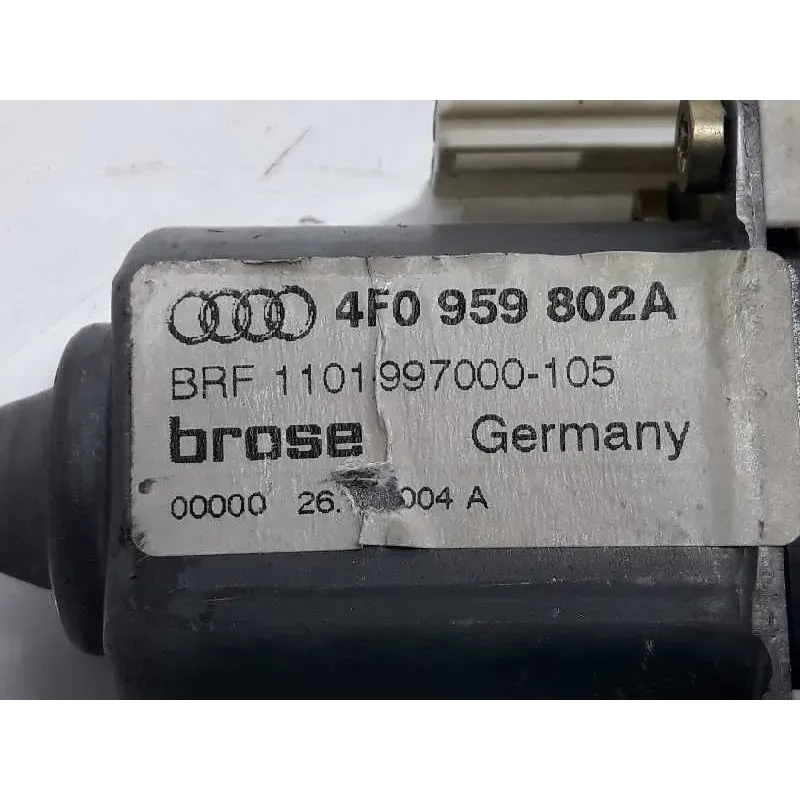 4F0 959 802A
BRF 1101 997000-105
brose Germany
00000 26. 004 A